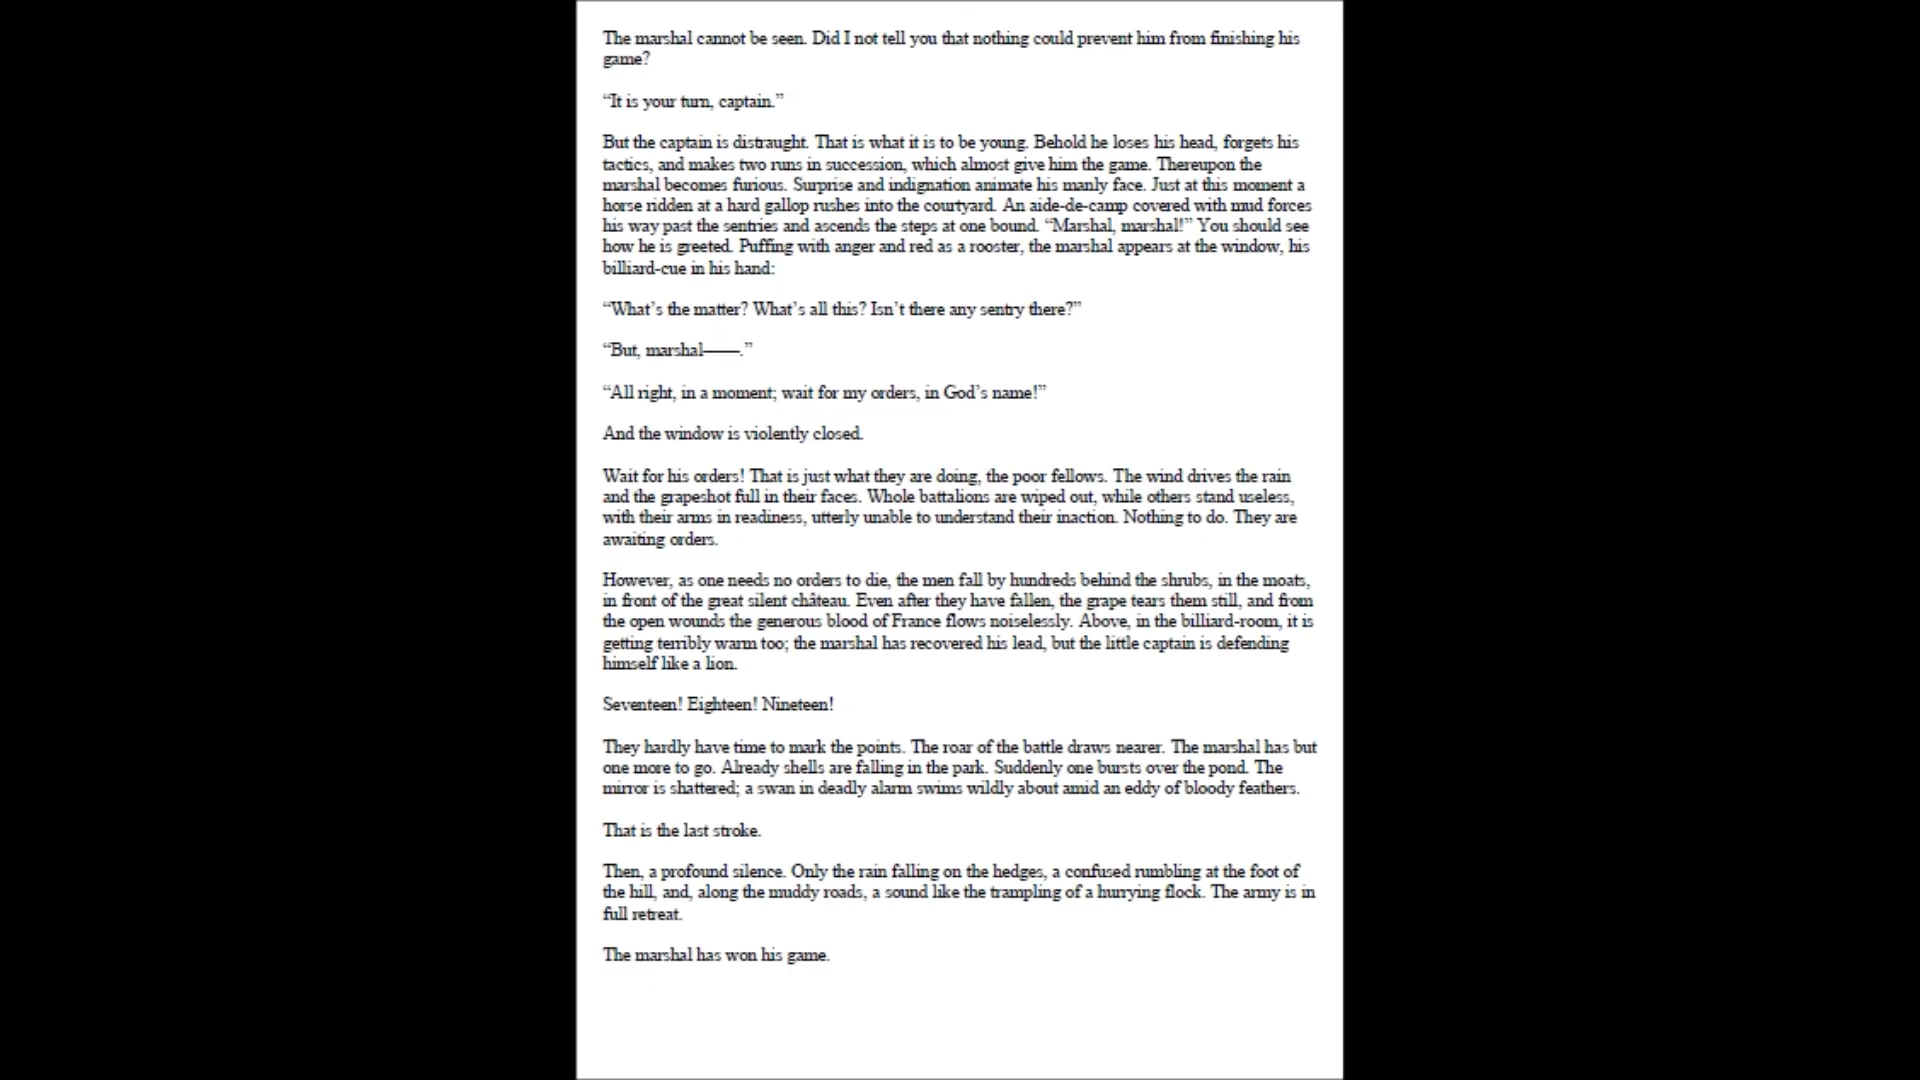 The marshal cannot be seen. Did I not tell you that nothing could prevent him from finishing his
game?
“It is your turn, captain.”
But the captain is distraught. That is what it is to be young. Behold he loses his head, forgets his
tactics, and makes two runs in succession, which almost give him the game. Thereupon the
marshal becomes furious. Surprise and indignation animate his manly face. Just at this moment a
horse ridden at a hard gallop rushes into the courtyard. An aide-de-camp covered with mud forces
his way past the sentries and ascends the steps at one bound. “Marshal, marshal!” You should see
how he is greeted. Puffing with anger and red as a rooster, the marshal appears at the window, his
billiard-cue in his hand:
“What’s the matter? What’s all this? Isn’t there any sentry there?”
“But, marshal——.”
“All right, in a moment; wait for my orders, in God’s name!”
And the window is violently closed.
Wait for his orders! That is just what they are doing, the poor fellows. The wind drives the rain
and the grapeshot full in their faces. Whole battalions are wiped out, while others stand useless,
with their arms in readiness, utterly unable to understand their inaction. Nothing to do. They are
awaiting orders.
However, as one needs no orders to die, the men fall by hundreds behind the shrubs, in the moats,
in front of the great silent château. Even after they have fallen, the grape tears them still, and from
the open wounds the generous blood of France flows noiselessly. Above, in the billiard-room, it is
getting terribly warm too; the marshal has recovered his lead, but the little captain is defending
himself like a lion.
Seventeen! Eighteen! Nineteen!
They hardly have time to mark the points. The roar of the battle draws nearer. The marshal has but
one more to go. Already shells are falling in the park. Suddenly one bursts over the pond. The
mirror is shattered; a swan in deadly alarm swims wildly about amid an eddy of bloody feathers.
That is the last stroke.
Then, a profound silence. Only the rain falling on the hedges, a confused rumbling at the foot of
the hill, and, along the muddy roads, a sound like the trampling of a hurrying flock. The army is in
full retreat.
The marshal has won his game.